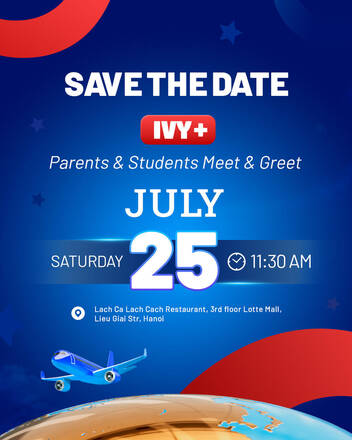 SAVE THE DATE
IVY+
Parents & Students Meet & Greet
JULY
SATURDAY 25 11:30 AM
Lach Ca Lach Cach Restaurant, 3rd floor Lotte Mall,
Lieu Giai Str, Hanoi